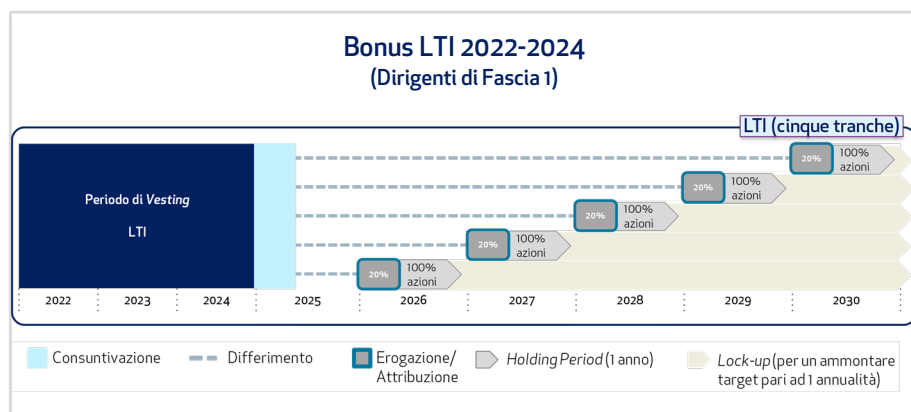 Bonus LTI 2022-2024
(Dirigenti di Fascia 1)
LTI (cinque tranche)
20%
100%
azioni
20%
100%
azioni
20%
100%
azioni
20%
100%
azioni
20%
100%
azioni
Periodo di Vesting
LTI
2022
2023
2024
2025
2026
2027
2028
2029
2030
Consuntivazione
Differimento
Erogazione/
Attribuzione
Holding Period (1 anno)
Lock-up (per un ammontare
target pari ad 1 annualità)